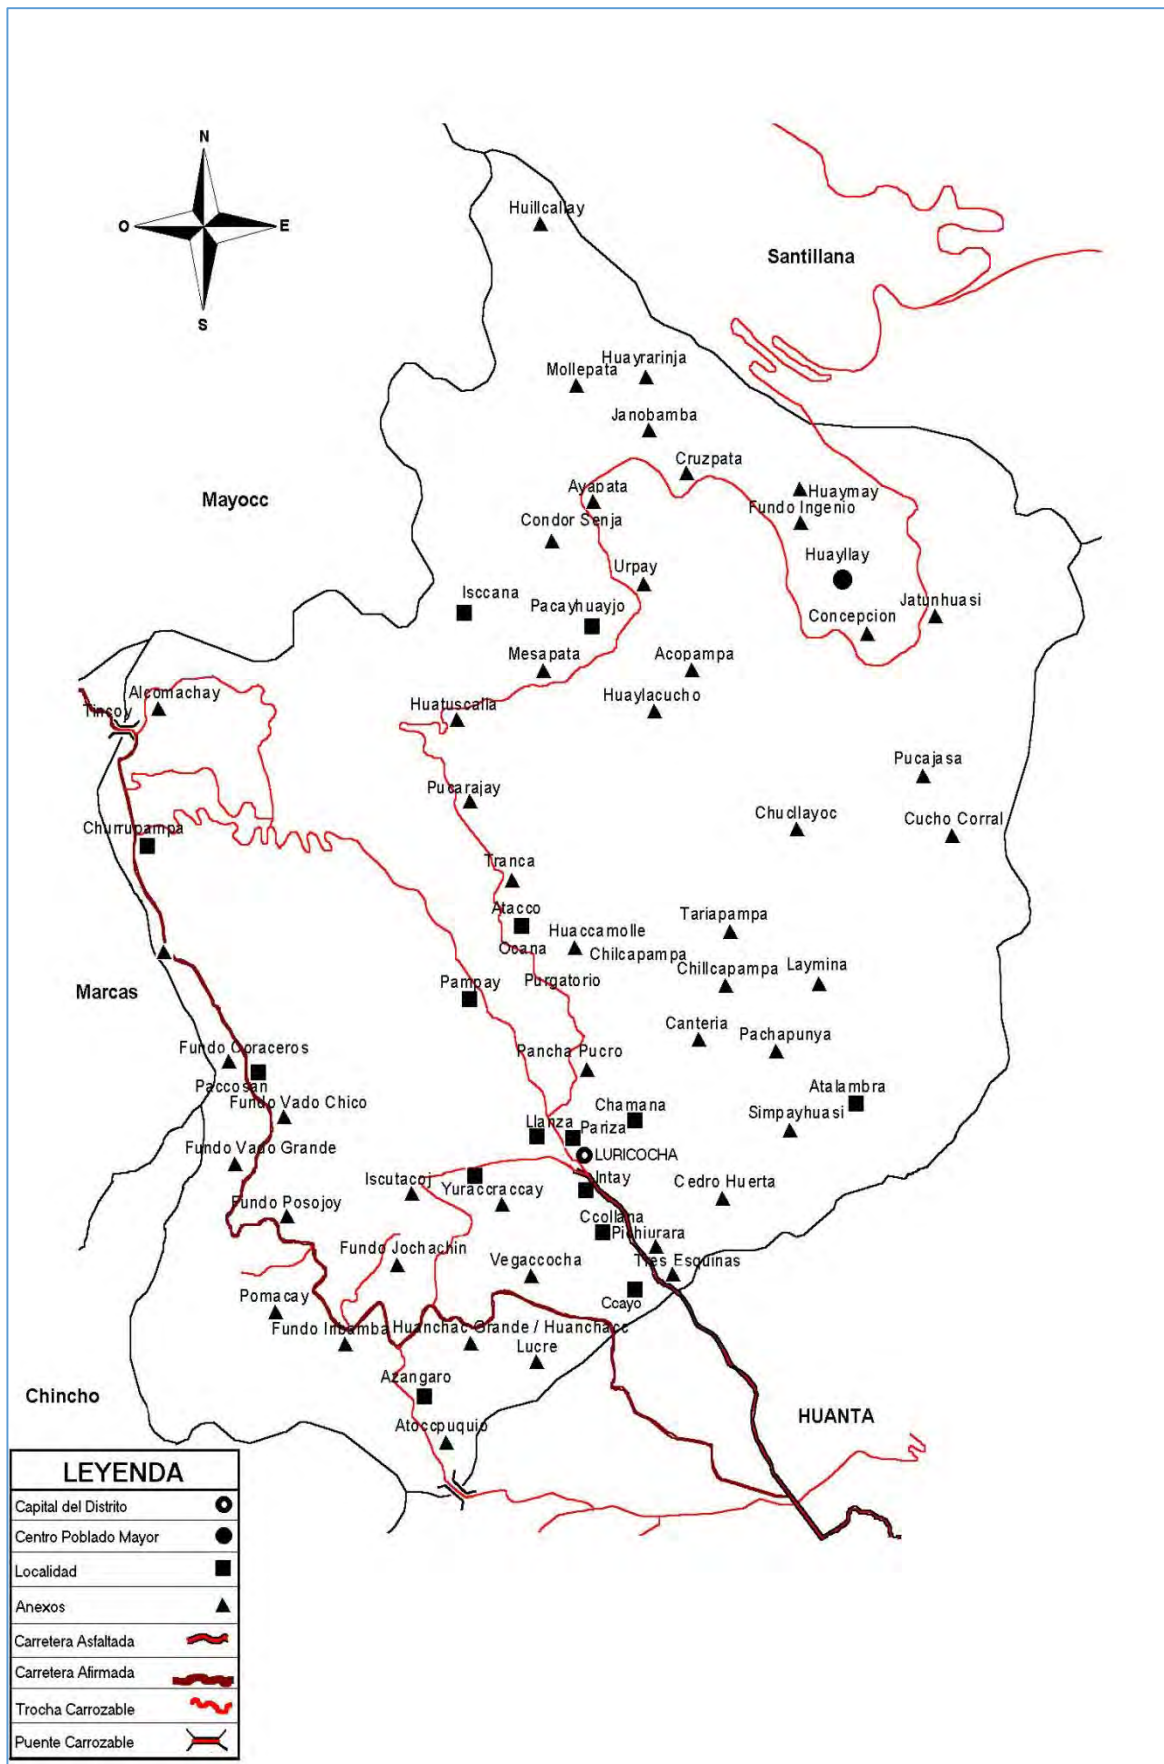 N
Huillcallay
O
E
Santillana
S
Huayrarinja
Mollepata
Janobamba
Cruzpata
Mayocc
Ayapata
Huaymay
Fundo Ingenio
Condor Senja
Huayllay
Urpay
Isccana
Pacayhuayjo
Jatunhuasi
Concepcion
Mesapata
Acopampa
Huaylacucho
Alcomachay
Tincoy
Huatuscalla
Pucajasa
Pucarajay
Chucllayoc
Cucho Corral
Churrupampa
Tranca
Atacco
Tariapampa
Huaccamolle
Ocana
Chilcapampa
Chillcapampa
Laymina
Marcas
Pampay
Purgatorio
Canteria
Pachapunya
Fundo Coraceros
Pancha Pucro
Paccosan
Atalambra
Fundo Vado Chico
Chamana
Simpayhuasi
Llanza
Pariza
Fundo Vado Grande
LURICOCHA
Iscutacoj
Yuraccraccay
Intay
Cedro Huerta
Fundo Posojoy
Ccollana
Pichiurara
Fundo Jochachin
Vegaccocha
Tres Esquinas
Pomacay
Ccayo
Fundo Iribamba
Huanchac Grande / Huanchacc
Lucre
Azangaro
Chincho
HUANTA
Atoccpuquio
LEYENDA
Capital del Distrito
Centro Poblado Mayor
Localidad
Anexos
Carretera Asfaltada
Carretera Afirmada
Trocha Carrozable
Puente Carrozable